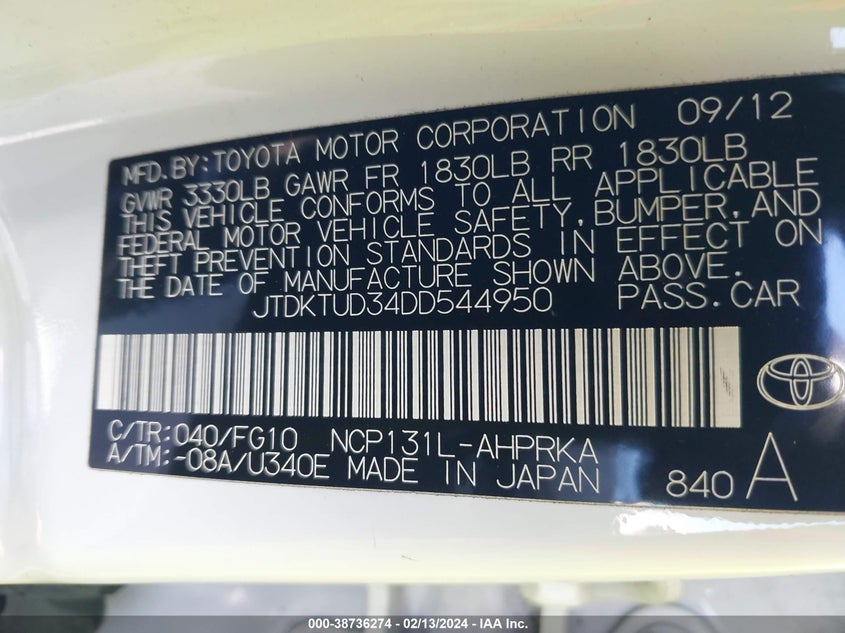 MFD. BY: TOYOTA MOTOR CORPORATION 09/12
GVWR 3330LB GAWR FR 1830LB RR 1830LB
THIS VEHICLE CONFORMS TO ALL APPLICABLE
FEDERAL MOTOR VEHICLE SAFETY, BUMPER, AND
THEFT PREVENTION STANDARDS IN EFFECT ON
THE DATE OF MANUFACTURE SHOWN ABOVE.
JTDKTUD34DD544950 PASS. CAR
C/TR: 040/FG10 NCP131L-AHPRKA
A/TM: -08A/U340E MADE IN JAPAN 840 A
000-38736274 - 02/13/2024 - IAA Inc.